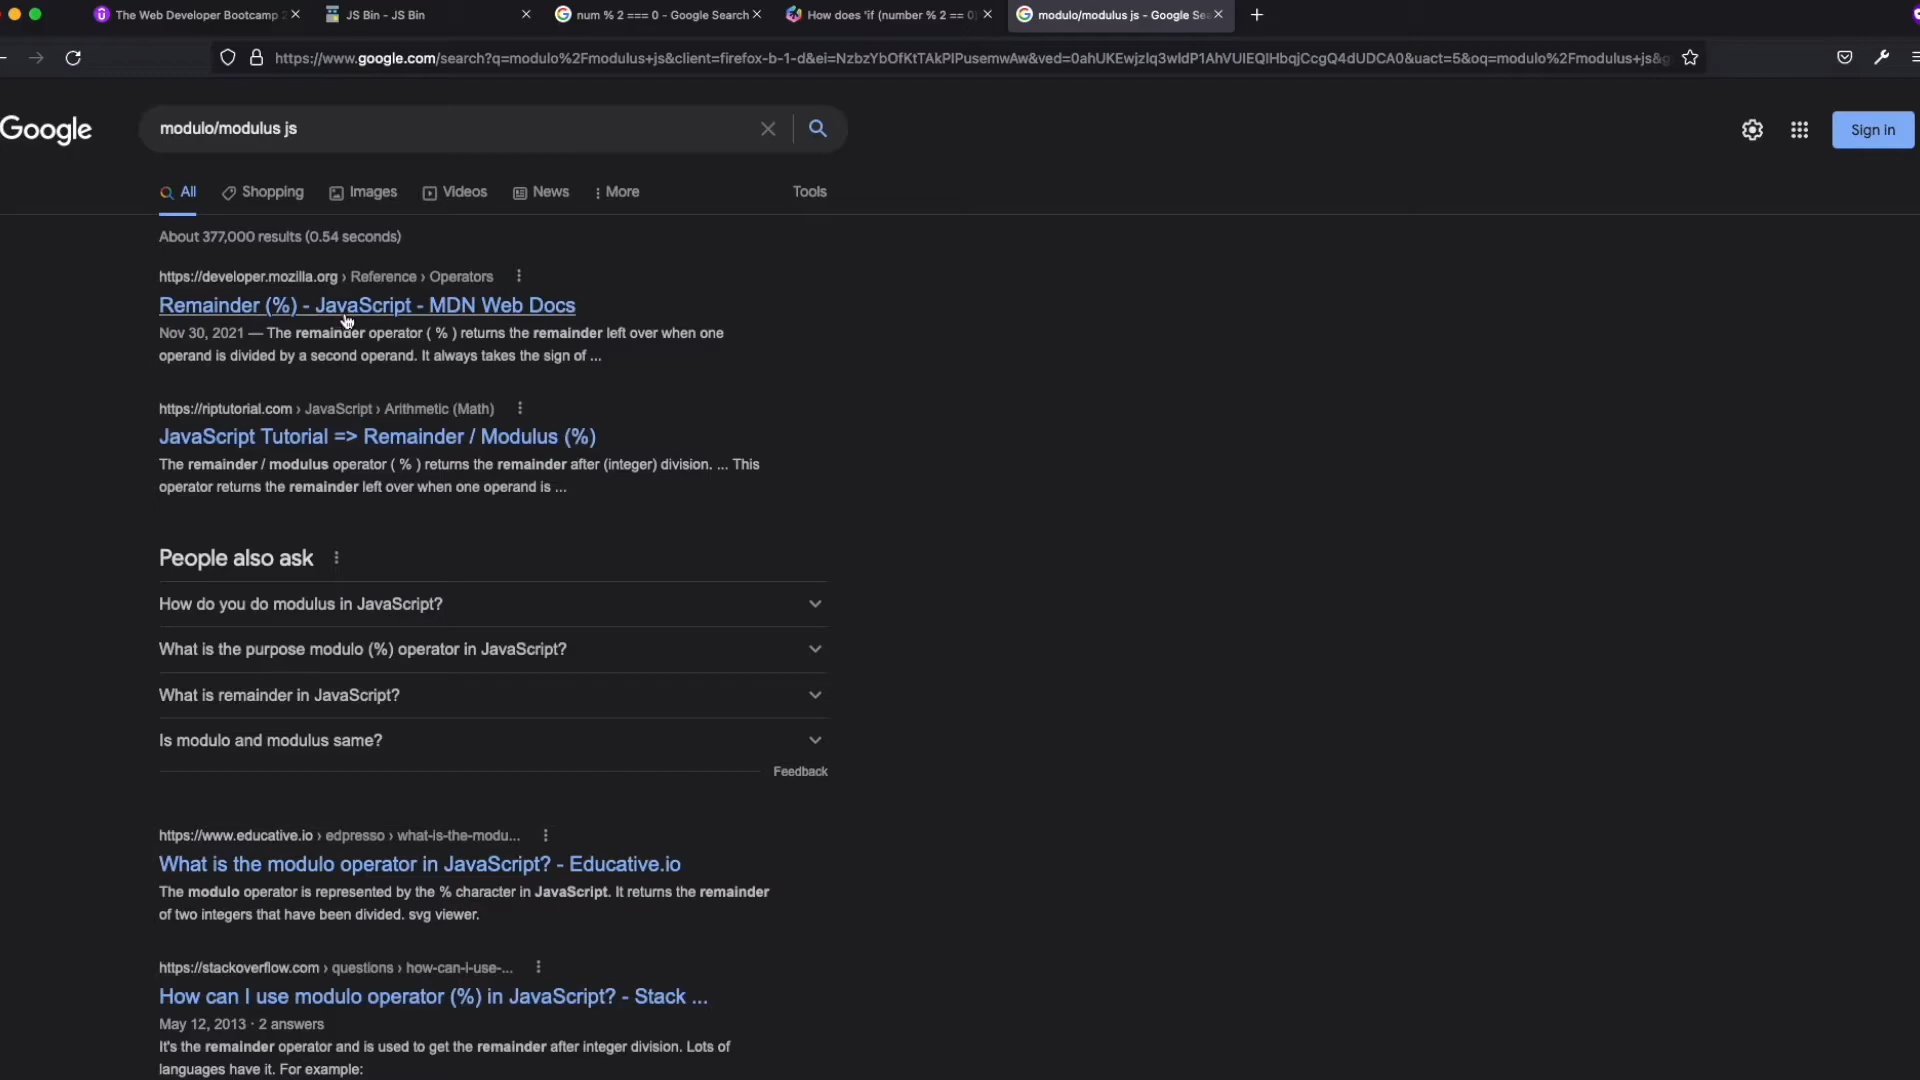 The Web Developer Bootcamp 2
JS Bin - JS Bin
num % 2 === 0 - Google Search
How does 'if (number % 2 == 0)
modulo/modulus js - Google Se
https://www.google.com/search?q=modulo%2Fmodulus+js&client=firefox-b-1-d&ei=NzbzYbOfKtTAkPIPusemwAw&ved=0ahUKEwjzlq3wldP1AhVUIEQIHbqjCcgQ4dUDCA0&uact=5&oq=modulo%2Fmodulus+js&g
Google
modulo/modulus js
Sign in
All
Shopping
Images
Videos
News
More
Tools
About 377,000 results (0.54 seconds)
https://developer.mozilla.org › Reference › Operators
Remainder (%) - JavaScript - MDN Web Docs
Nov 30, 2021 — The remainder operator ( % ) returns the remainder left over when one
operand is divided by a second operand. It always takes the sign of ...
https://riptutorial.com › JavaScript › Arithmetic (Math)
JavaScript Tutorial => Remainder / Modulus (%)
The remainder / modulus operator ( % ) returns the remainder after (integer) division. ... This
operator returns the remainder left over when one operand is ...
People also ask
How do you do modulus in JavaScript?
What is the purpose modulo (%) operator in JavaScript?
What is remainder in JavaScript?
Is modulo and modulus same?
Feedback
https://www.educative.io › edpresso › what-is-the-modu...
What is the modulo operator in JavaScript? - Educative.io
The modulo operator is represented by the % character in JavaScript. It returns the remainder
of two integers that have been divided. svg viewer.
https://stackoverflow.com › questions › how-can-i-use-...
How can I use modulo operator (%) in JavaScript? - Stack ...
May 12, 2013 · 2 answers
It's the remainder operator and is used to get the remainder after integer division. Lots of
languages have it. For example: